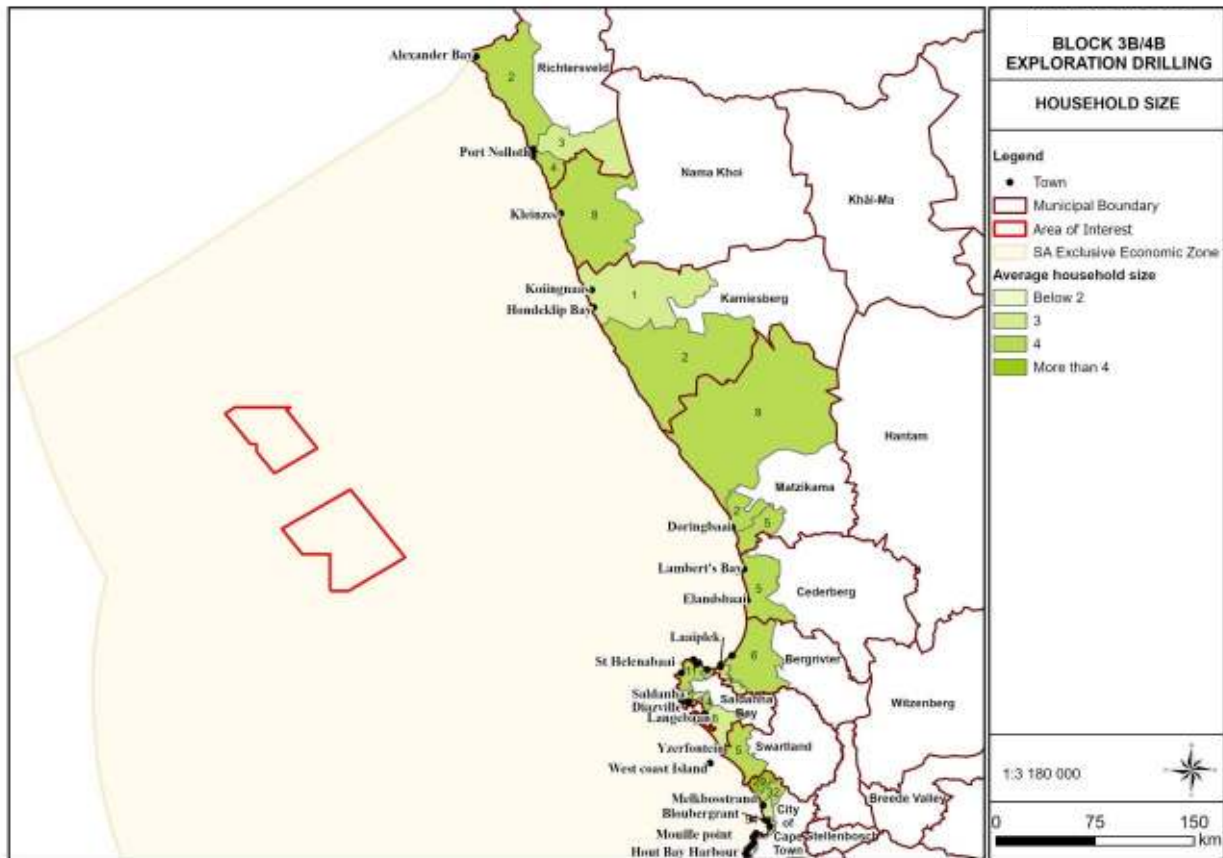 BLOCK 3B/4B
EXPLORATION DRILLING
HOUSEHOLD SIZE
Legend
Town
Municipal Boundary
Area of Interest
SA Exclusive Economic Zone
Average household size
Below 2
3
4
More than 4
1:3 180 000
0 75 150
km
Alexander Bay
2
Richtersveld
3
Port Nolloth
4
Nama Khoi
Khâi-Ma
Kleinzee
8
Koiingnaas
1
Kamiesberg
Hondeklip Bay
2
8
Hantam
Matzikama
2
5
Doringbaai
Lambert's Bay
5
Cederberg
Elandsbaai
Laaiplek
6
Bergrivier
St Helenabaai
Witzenberg
Saldanha
Saldanha
Bay
Diazville
Langebaan
Yzerfontein
5
Swartland
West coast Island
Melkbosstrand
Bloubergrant
City
of
Cape
Town
Breede Valley
Stellenbosch
Mouille point
Hout Bay Harbour